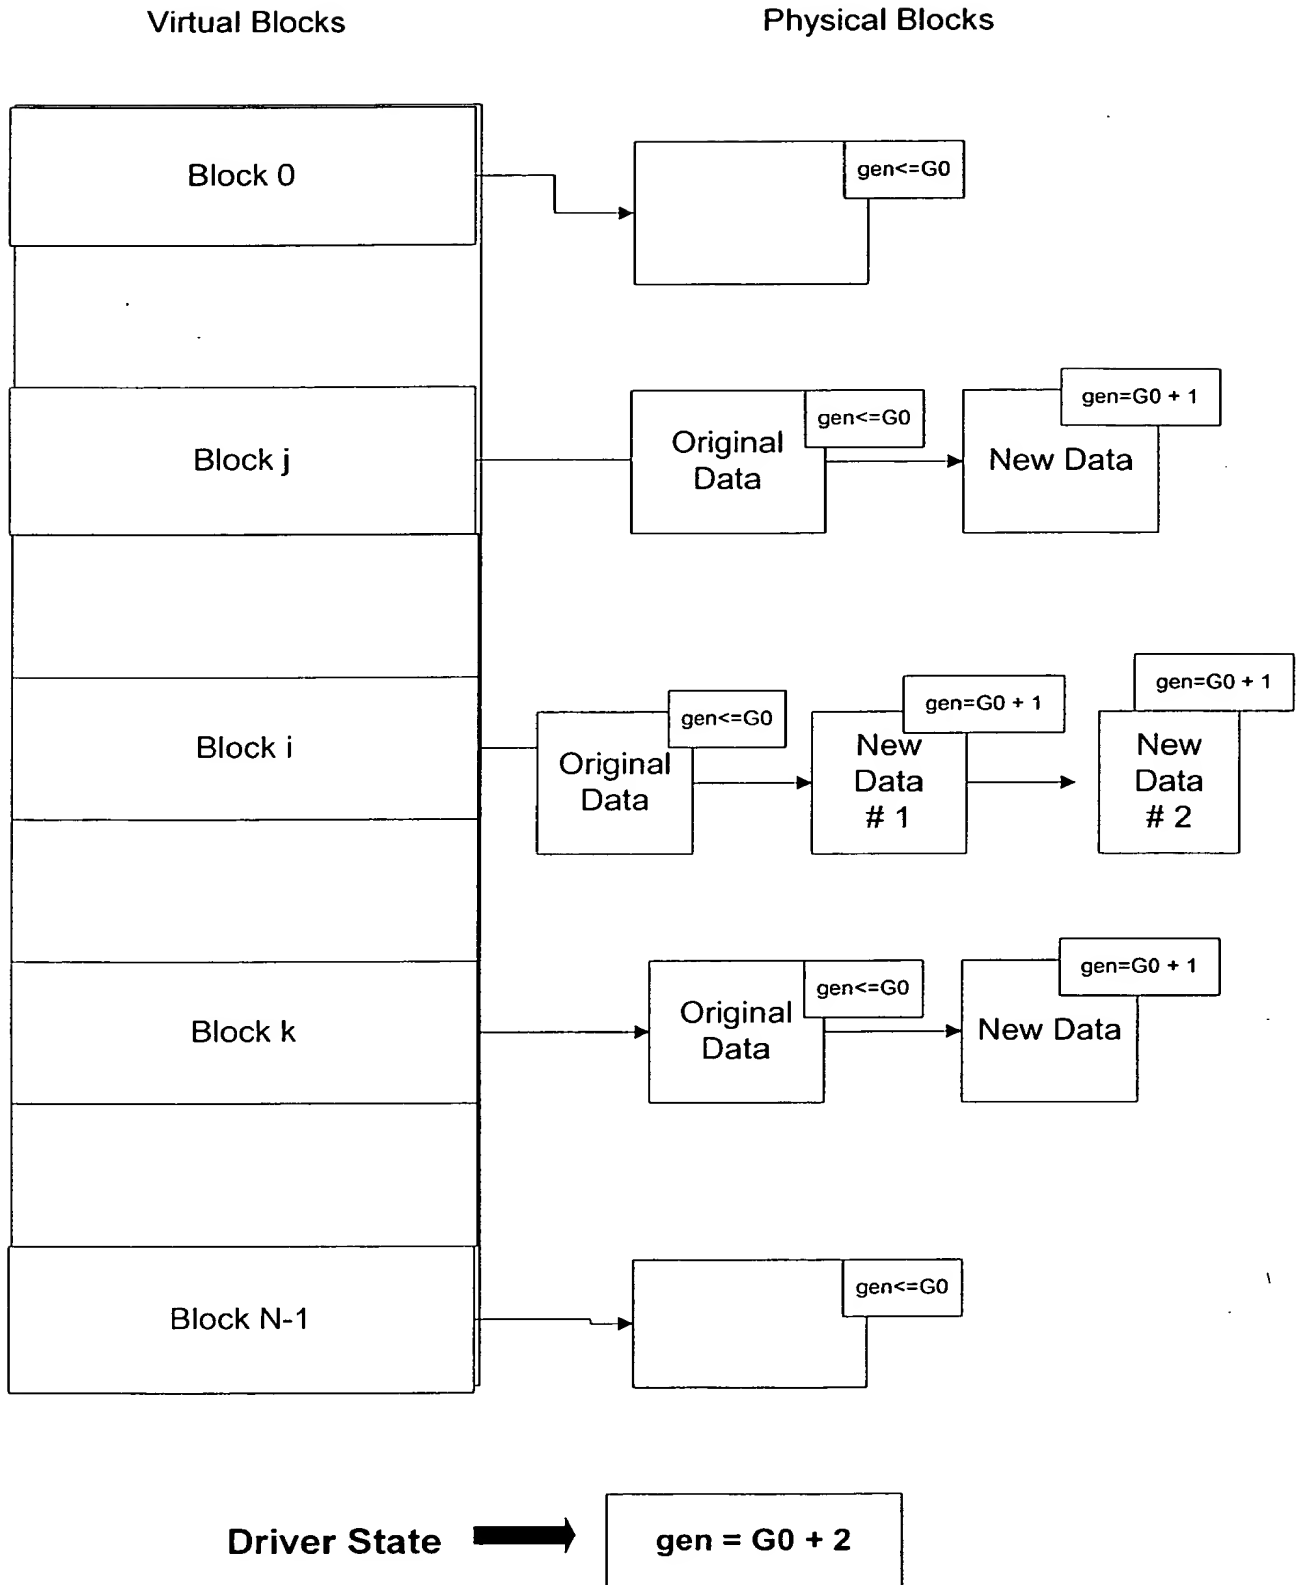 Virtual Blocks
Physical Blocks
Block 0
gen<=G0
Block j
Original
Data
gen<=G0
New Data
gen=G0 + 1
Block i
Original
Data
gen<=G0
New
Data
# 1
gen=G0 + 1
New
Data
# 2
gen=G0 + 1
Block k
Original
Data
gen<=G0
New Data
gen=G0 + 1
Block N-1
gen<=G0
Driver State
gen = G0 + 2